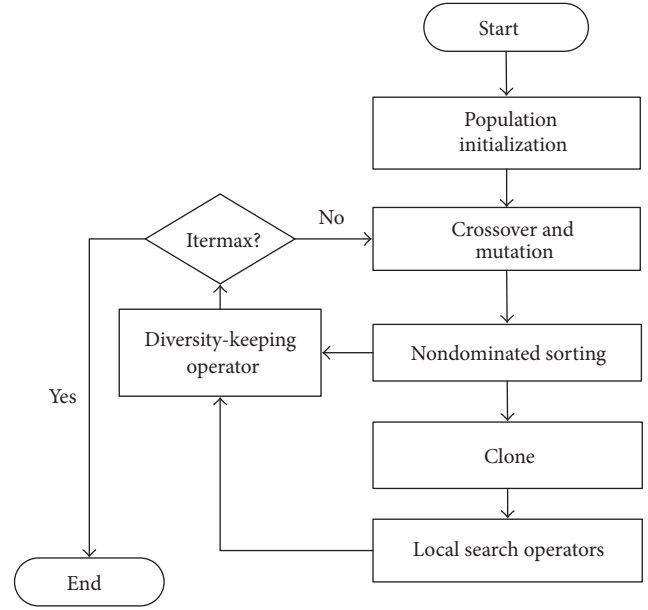 Start
Population
initialization
No
Itermax?
Crossover and
mutation
Diversity-keeping
operator
Nondominated sorting
Yes
Clone
Local search operators
End